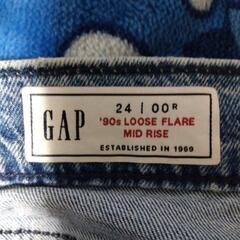 GAP
24 / 00R
'90s LOOSE FLARE
MID RISE
ESTABLISHED IN 1969